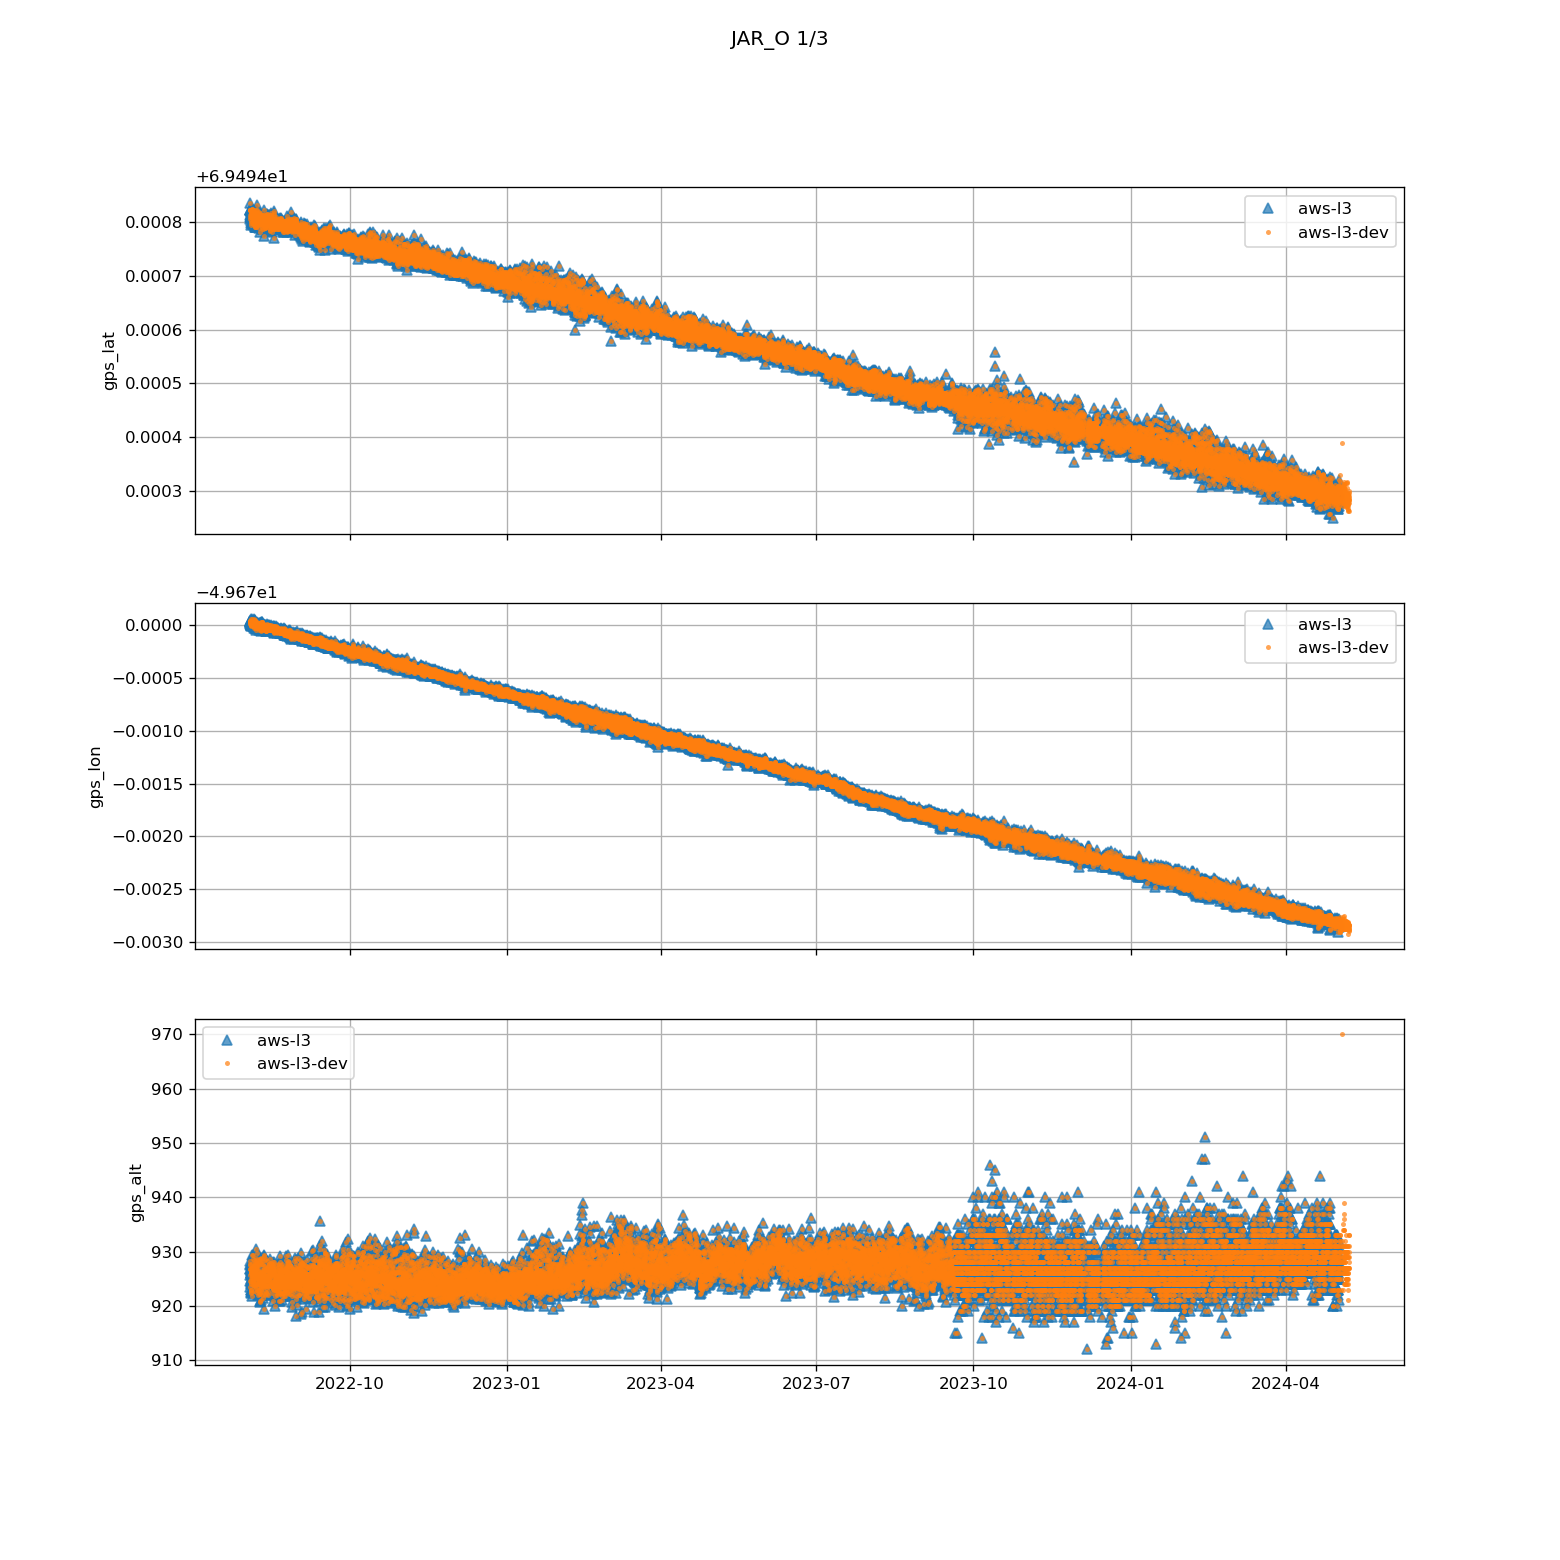 JAR_O 1/3
+6.9494e1
aws-l3
aws-l3-dev
0.0008
0.0007
0.0006
0.0005
0.0004
0.0003
gps_lat
−4.967e1
aws-l3
aws-l3-dev
0.0000
−0.0005
−0.0010
−0.0015
−0.0020
−0.0025
−0.0030
gps_lon
aws-l3
aws-l3-dev
970
960
950
940
930
920
910
gps_alt
2022-10 2023-01 2023-04 2023-07 2023-10 2024-01 2024-04